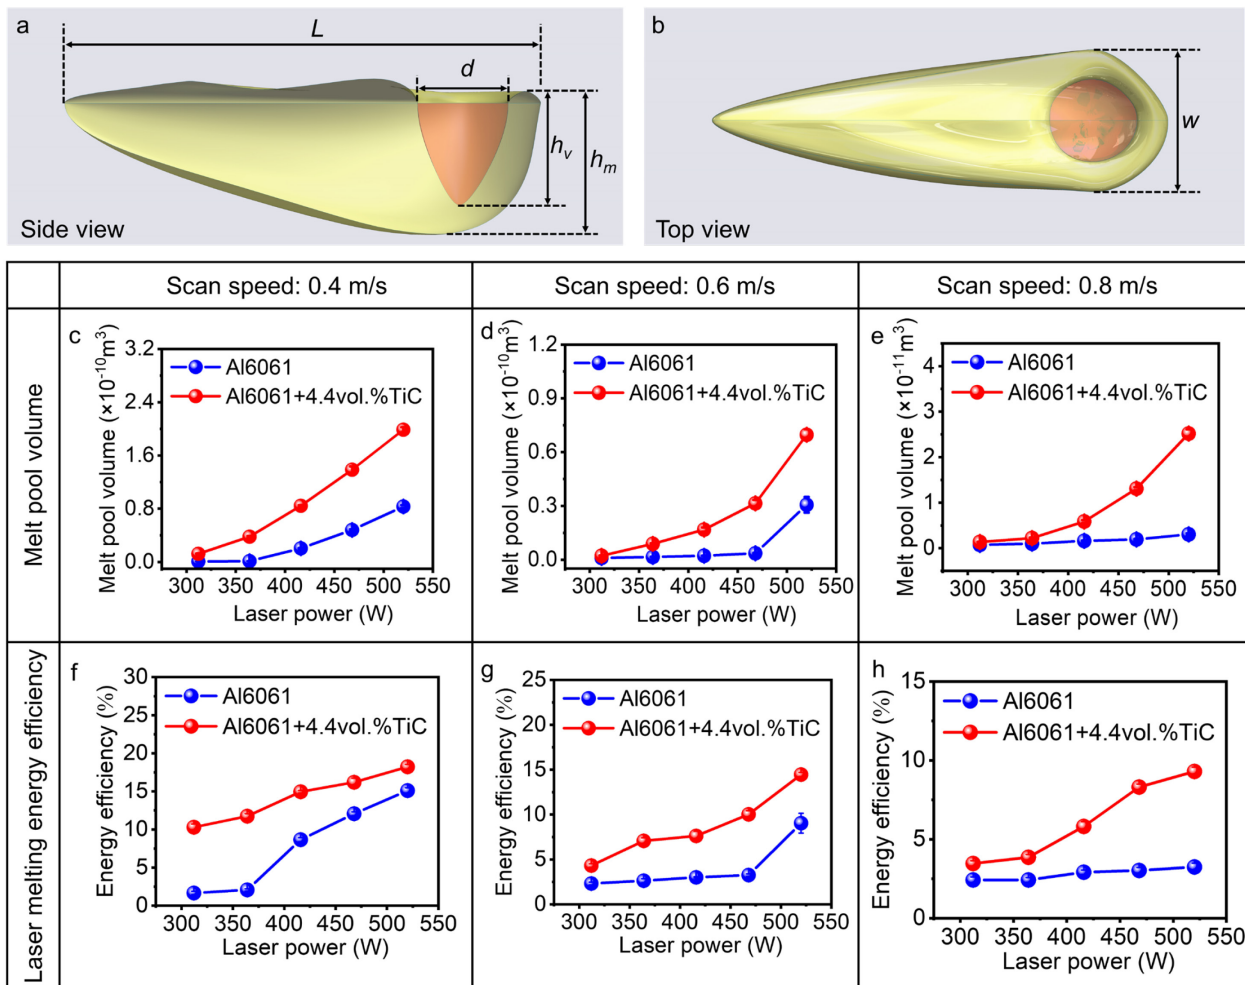 a
L
d
h_v
h_m
Side view
b
w
Top view
Scan speed: 0.4 m/s
Scan speed: 0.6 m/s
Scan speed: 0.8 m/s
Melt pool volume
c
Melt pool volume (×10⁻¹⁰m³)
3.2
2.4
1.6
0.8
0.0
Al6061
Al6061+4.4vol.%TiC
300 350 400 450 500 550
Laser power (W)
d
Melt pool volume (×10⁻¹⁰m³)
1.2
0.9
0.6
0.3
0.0
Al6061
Al6061+4.4vol.%TiC
300 350 400 450 500 550
Laser power (W)
e
Melt pool volume (×10⁻¹¹m³)
4
3
2
1
0
Al6061
Al6061+4.4vol.%TiC
300 350 400 450 500 550
Laser power (W)
Laser melting energy efficiency
f
Energy efficiency (%)
30
25
20
15
10
5
0
Al6061
Al6061+4.4vol.%TiC
300 350 400 450 500 550
Laser power (W)
g
Energy efficiency (%)
25
20
15
10
5
0
Al6061
Al6061+4.4vol.%TiC
300 350 400 450 500 550
Laser power (W)
h
Energy efficiency (%)
15
10
5
0
Al6061
Al6061+4.4vol.%TiC
300 350 400 450 500 550
Laser power (W)